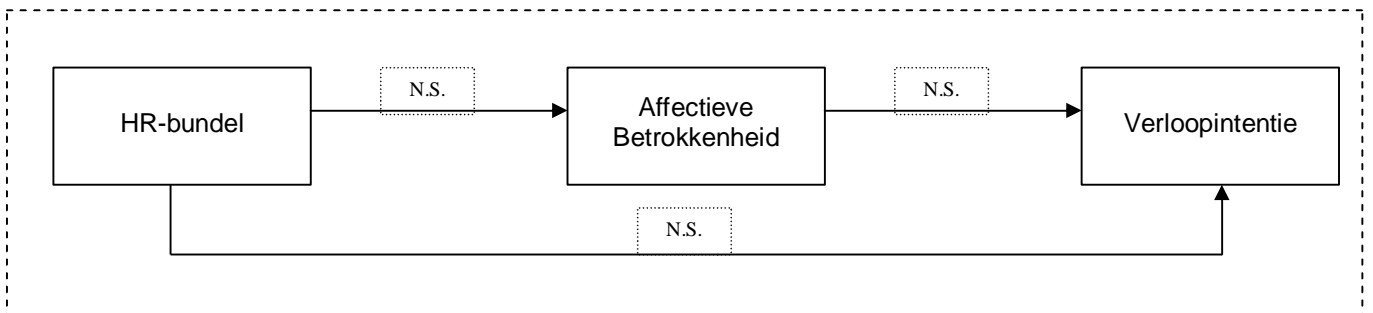 N.S.
N.S.
HR-bundel
Affectieve
Betrokkenheid
Verloopintentie
N.S.